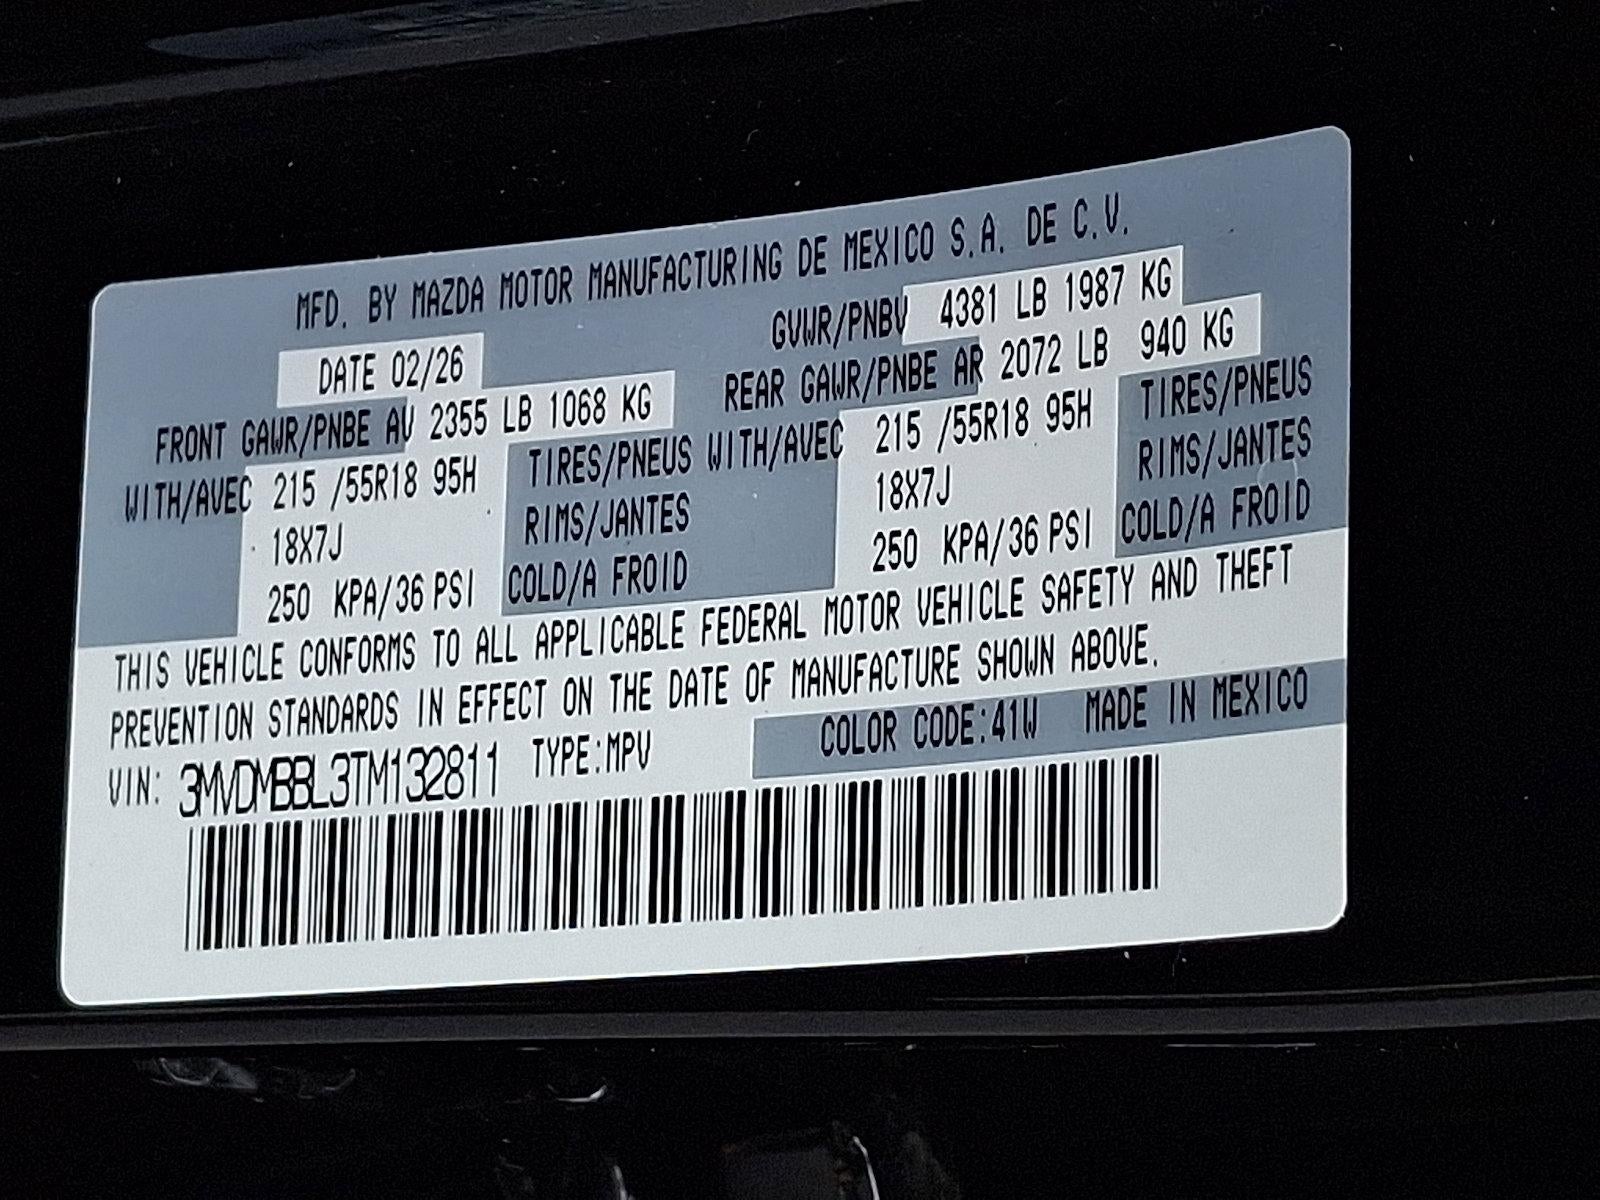 MFD. BY MAZDA MOTOR MANUFACTURING DE MEXICO S.A. DE C.V.
DATE 02/26 GVWR/PNBV 4381 LB 1987 KG
FRONT GAWR/PNBE AV 2355 LB 1068 KG REAR GAWR/PNBE AR 2072 LB 940 KG
WITH/AVEC 215 /55R18 95H TIRES/PNEUS WITH/AVEC 215 /55R18 95H TIRES/PNEUS
18X7J RIMS/JANTES 18X7J RIMS/JANTES
250 KPA/36 PSI COLD/A FROID 250 KPA/36 PSI COLD/A FROID
THIS VEHICLE CONFORMS TO ALL APPLICABLE FEDERAL MOTOR VEHICLE SAFETY AND THEFT
PREVENTION STANDARDS IN EFFECT ON THE DATE OF MANUFACTURE SHOWN ABOVE.
VIN: 3MVDMBBL3TM132811 TYPE:MPV COLOR CODE:41W MADE IN MEXICO